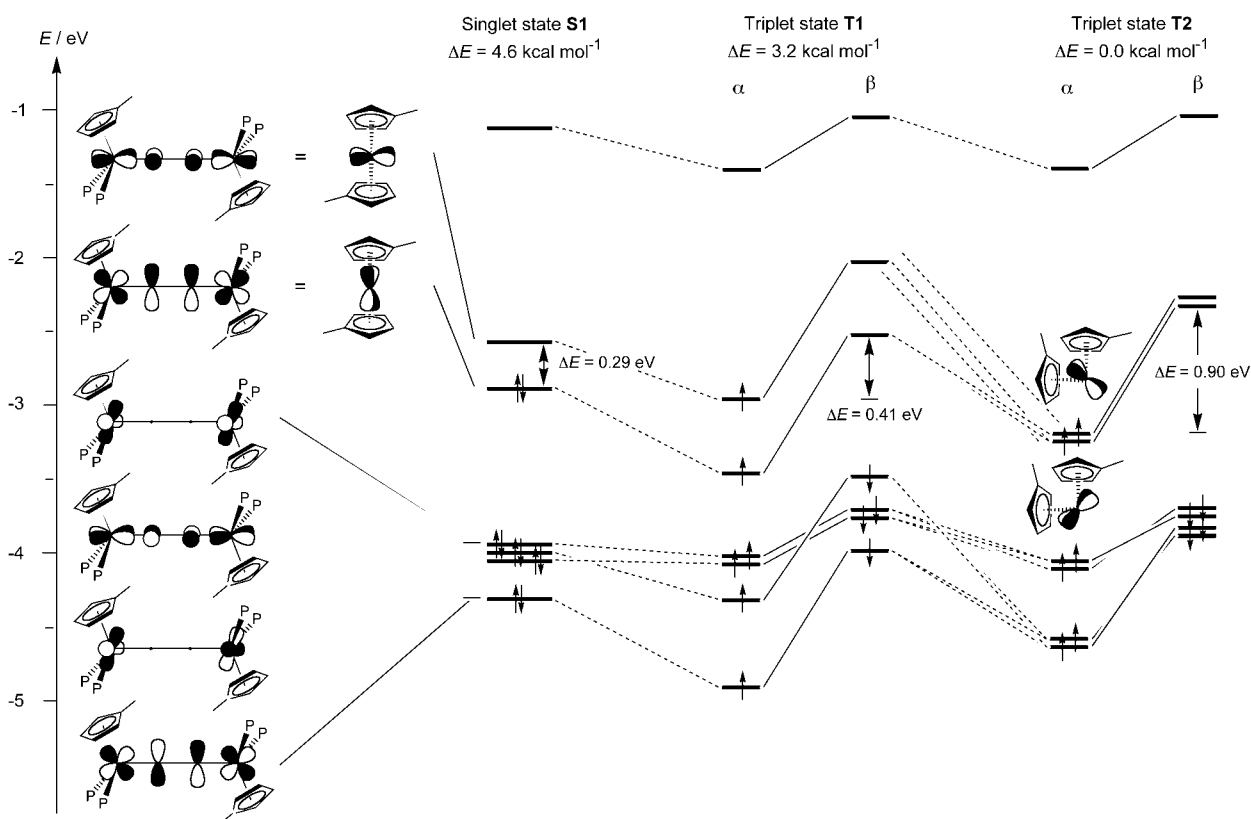 Singlet state S1
ΔE = 4.6 kcal mol⁻¹
Triplet state T1
ΔE = 3.2 kcal mol⁻¹
Triplet state T2
ΔE = 0.0 kcal mol⁻¹
E / eV
α
β
α
β
-1
P
P
P
P
=
-2
P
P
P
P
=
ΔE = 0.29 eV
ΔE = 0.90 eV
-3
ΔE = 0.41 eV
P
P
P
P
P
P
P
P
-4
P
P
P
P
-5
P
P
P
P